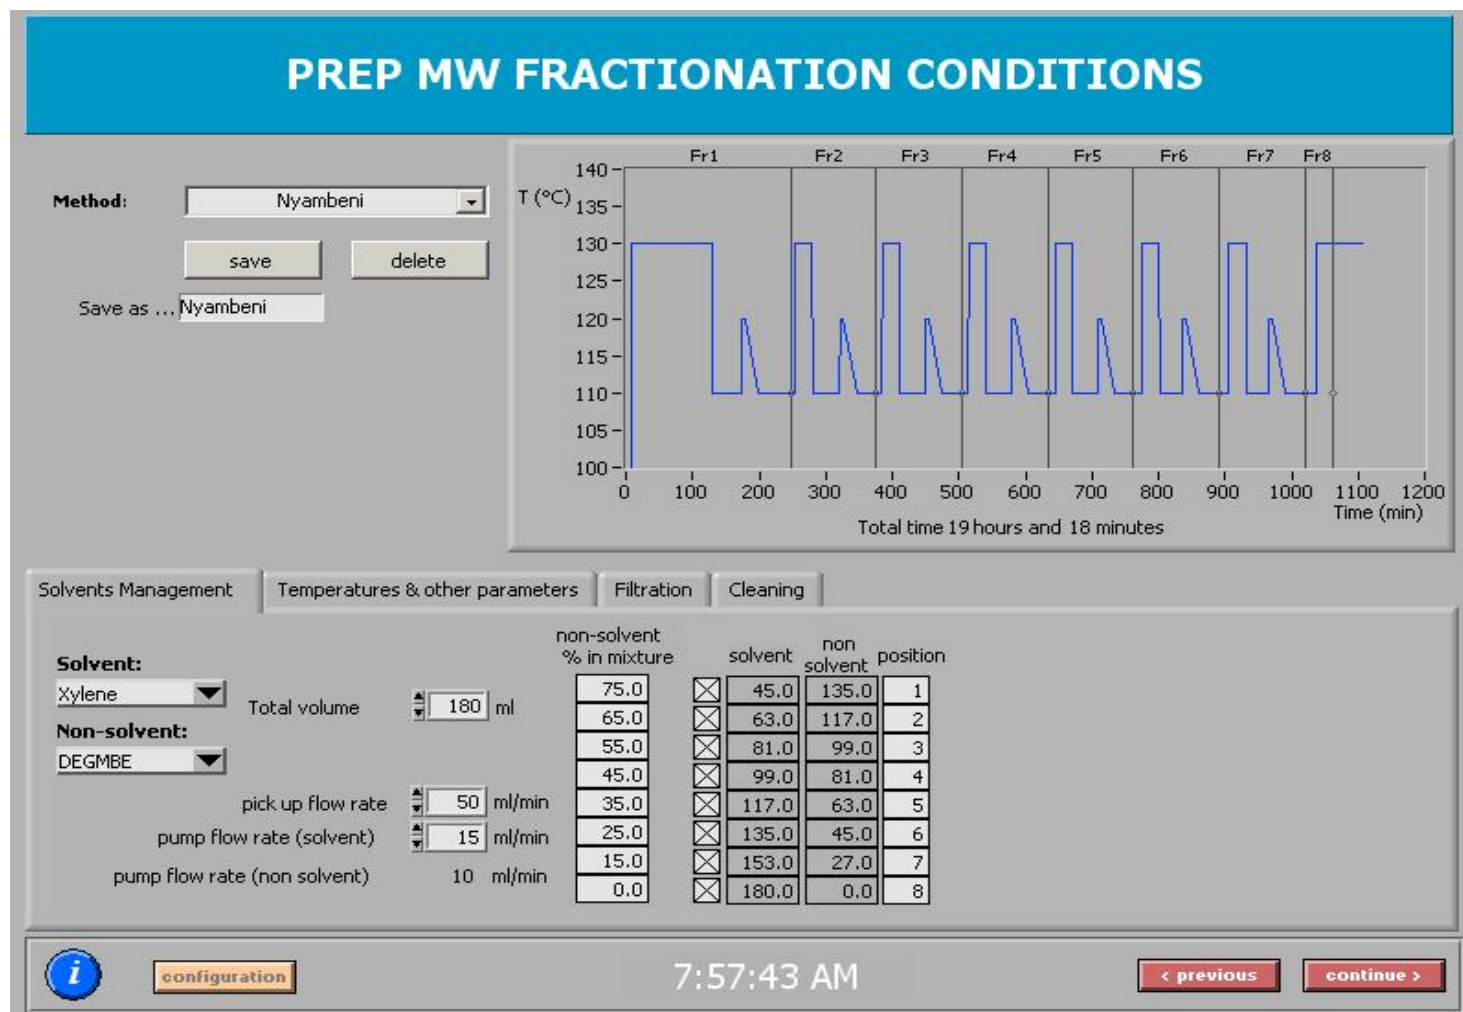 PREP MW FRACTIONATION CONDITIONS
Method: Nyambeni
save delete
Save as ... Nyambeni
Fr1 Fr2 Fr3 Fr4 Fr5 Fr6 Fr7 Fr8
T (°C)
140
135
130
125
120
115
110
105
100
0 100 200 300 400 500 600 700 800 900 1000 1100 1200
Time (min)
Total time 19 hours and 18 minutes
Solvents Management Temperatures & other parameters Filtration Cleaning
Solvent:
Xylene
Non-solvent:
DEGMBE
Total volume 180 ml
pick up flow rate 50 ml/min
pump flow rate (solvent) 15 ml/min
pump flow rate (non solvent) 10 ml/min
non-solvent
% in mixture solvent non solvent position
75.0 45.0 135.0 1
65.0 63.0 117.0 2
55.0 81.0 99.0 3
45.0 99.0 81.0 4
35.0 117.0 63.0 5
25.0 135.0 45.0 6
15.0 153.0 27.0 7
0.0 180.0 0.0 8
i configuration 7:57:43 AM < previous continue >